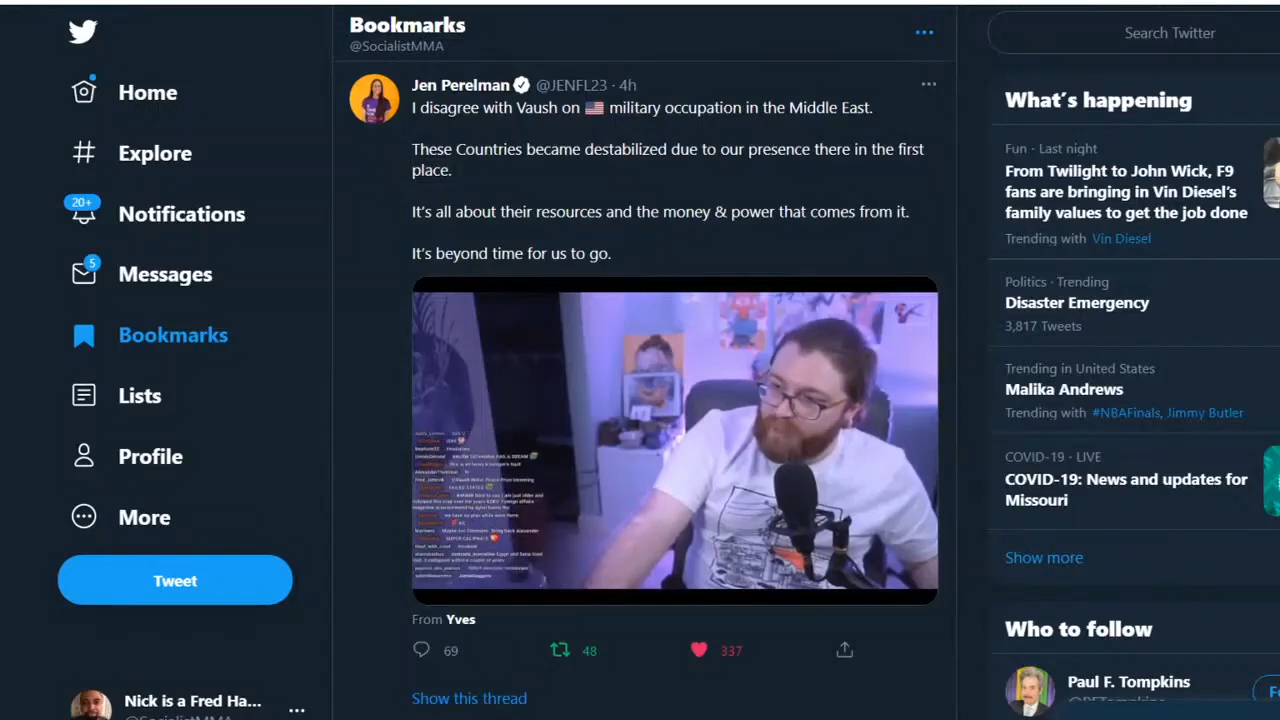 Bookmarks
@SocialistMMA
Search Twitter
Home
Explore
20+
Notifications
5
Messages
Bookmarks
Lists
Profile
More
Tweet
Nick is a Fred Ha...
@SocialistMMA
Jen Perelman @JENFL23 · 4h
I disagree with Vaush on 🇺🇸 military occupation in the Middle East.
These Countries became destabilized due to our presence there in the first
place.
It's all about their resources and the money & power that comes from it.
It's beyond time for us to go.
From Yves
69 48 337
Show this thread
What's happening
Fun · Last night
From Twilight to John Wick, F9
fans are bringing in Vin Diesel's
family values to get the job done
Trending with Vin Diesel
Politics · Trending
Disaster Emergency
3,817 Tweets
Trending in United States
Malika Andrews
Trending with #NBAFinals, Jimmy Butler
COVID-19 · LIVE
COVID-19: News and updates for
Missouri
Show more
Who to follow
Paul F. Tompkins